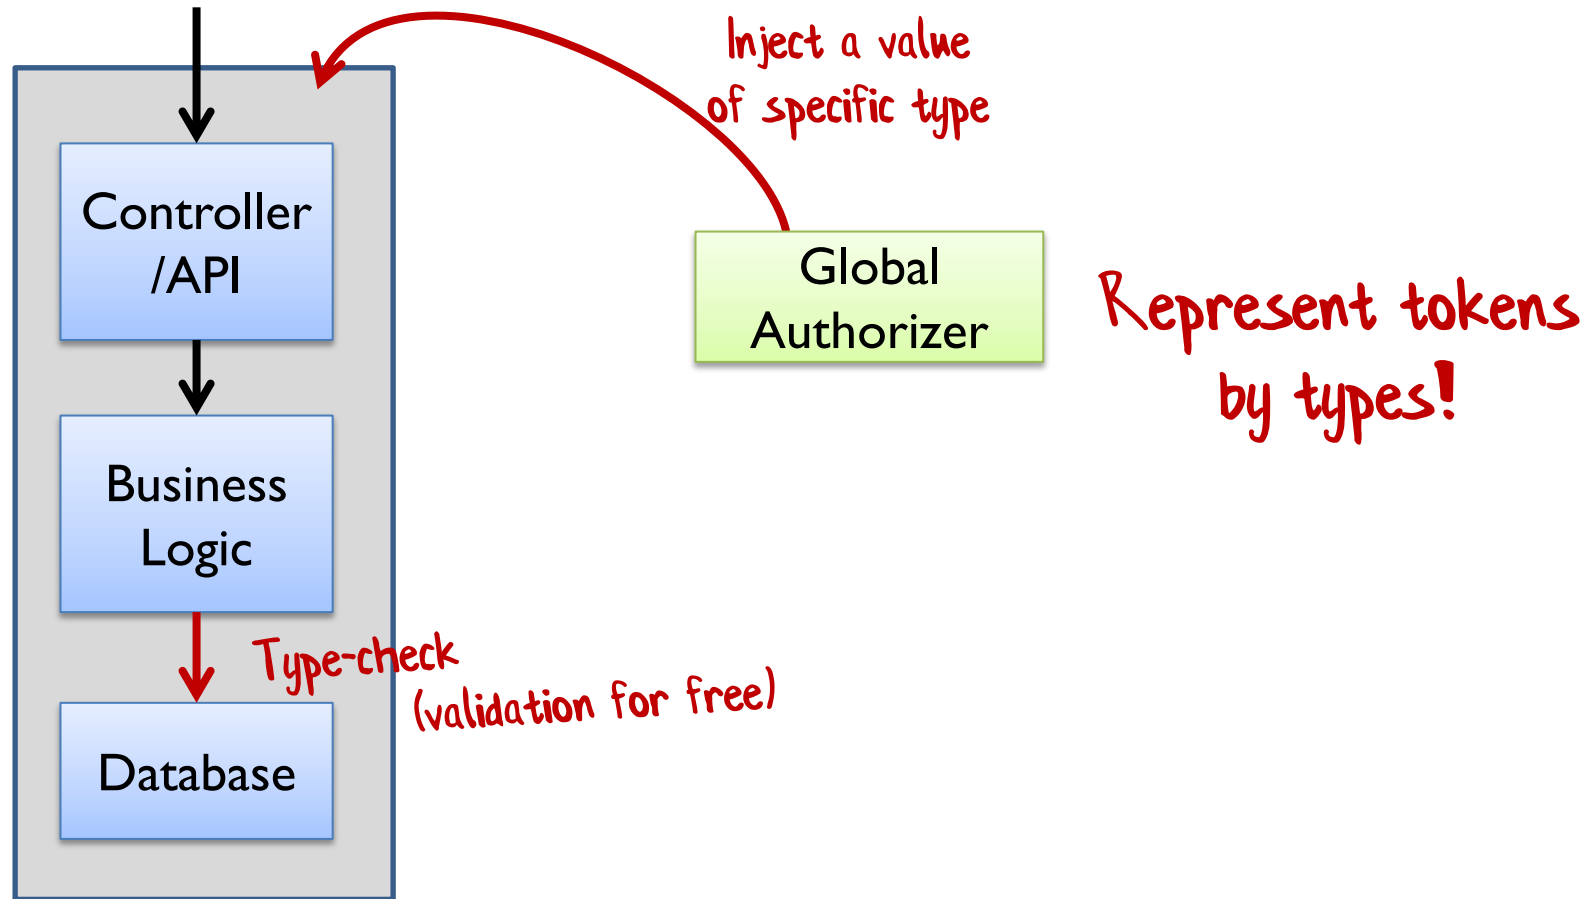 Inject a value
of specific type
Controller
/API
Global
Authorizer
Represent tokens
by types!
Business
Logic
Type-check
(validation for free)
Database